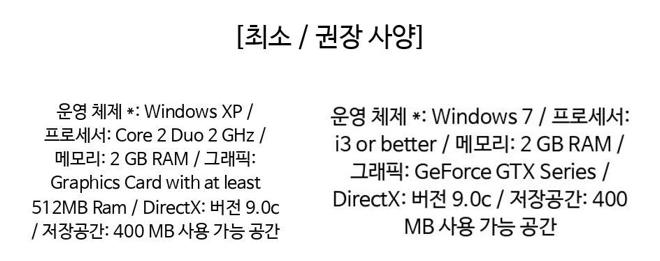 [최소 / 권장 사양]
운영 체제 *: Windows XP /
프로세서: Core 2 Duo 2 GHz /
메모리: 2 GB RAM / 그래픽:
Graphics Card with at least
512MB Ram / DirectX: 버전 9.0c
/ 저장공간: 400 MB 사용 가능 공간
운영 체제 *: Windows 7 / 프로세서:
i3 or better / 메모리: 2 GB RAM /
그래픽: GeForce GTX Series /
DirectX: 버전 9.0c / 저장공간: 400
MB 사용 가능 공간